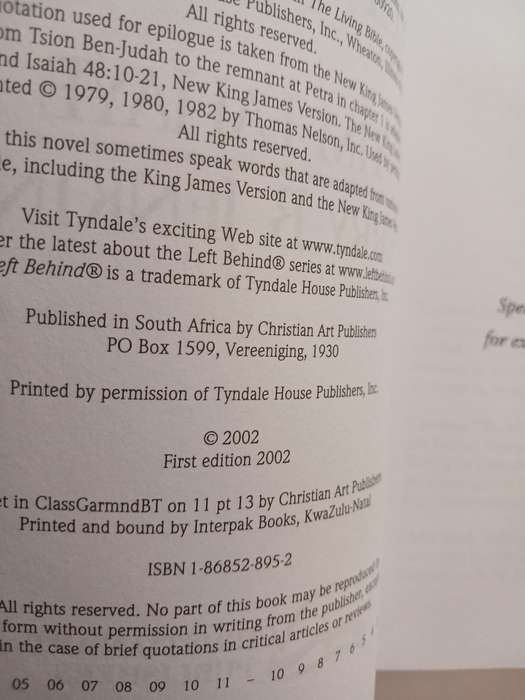 The Living Bible,
Publishers, Inc., Wheaton,
All rights reserved.
used for epilogue is taken from the New King
Tsion Ben-Judah to the remnant at Petra in chapter 1 is
Isaiah 48:10-21, New King James Version. The New King
© 1979, 1980, 1982 by Thomas Nelson, Inc. Used by
All rights reserved.
this novel sometimes speak words that are adapted from
including the King James Version and the New King James
Visit Tyndale's exciting Web site at www.tyndale.com
the latest about the Left Behind® series at
Behind® is a trademark of Tyndale House Publishers, Inc.
Published in South Africa by Christian Art Publishers
PO Box 1599, Vereeniging, 1930
Printed by permission of Tyndale House Publishers, Inc.
© 2002
First edition 2002
in ClassGarmndBT on 11 pt 13 by Christian Art Publishers
Printed and bound by Interpak Books, KwaZulu-Natal
ISBN 1-86852-895-2
All rights reserved. No part of this book may be reproduced
form without permission in writing from the publisher, except
in the case of brief quotations in critical articles or reviews.
05 06 07 08 09 10 11 – 10 9 8 7 6 5
for